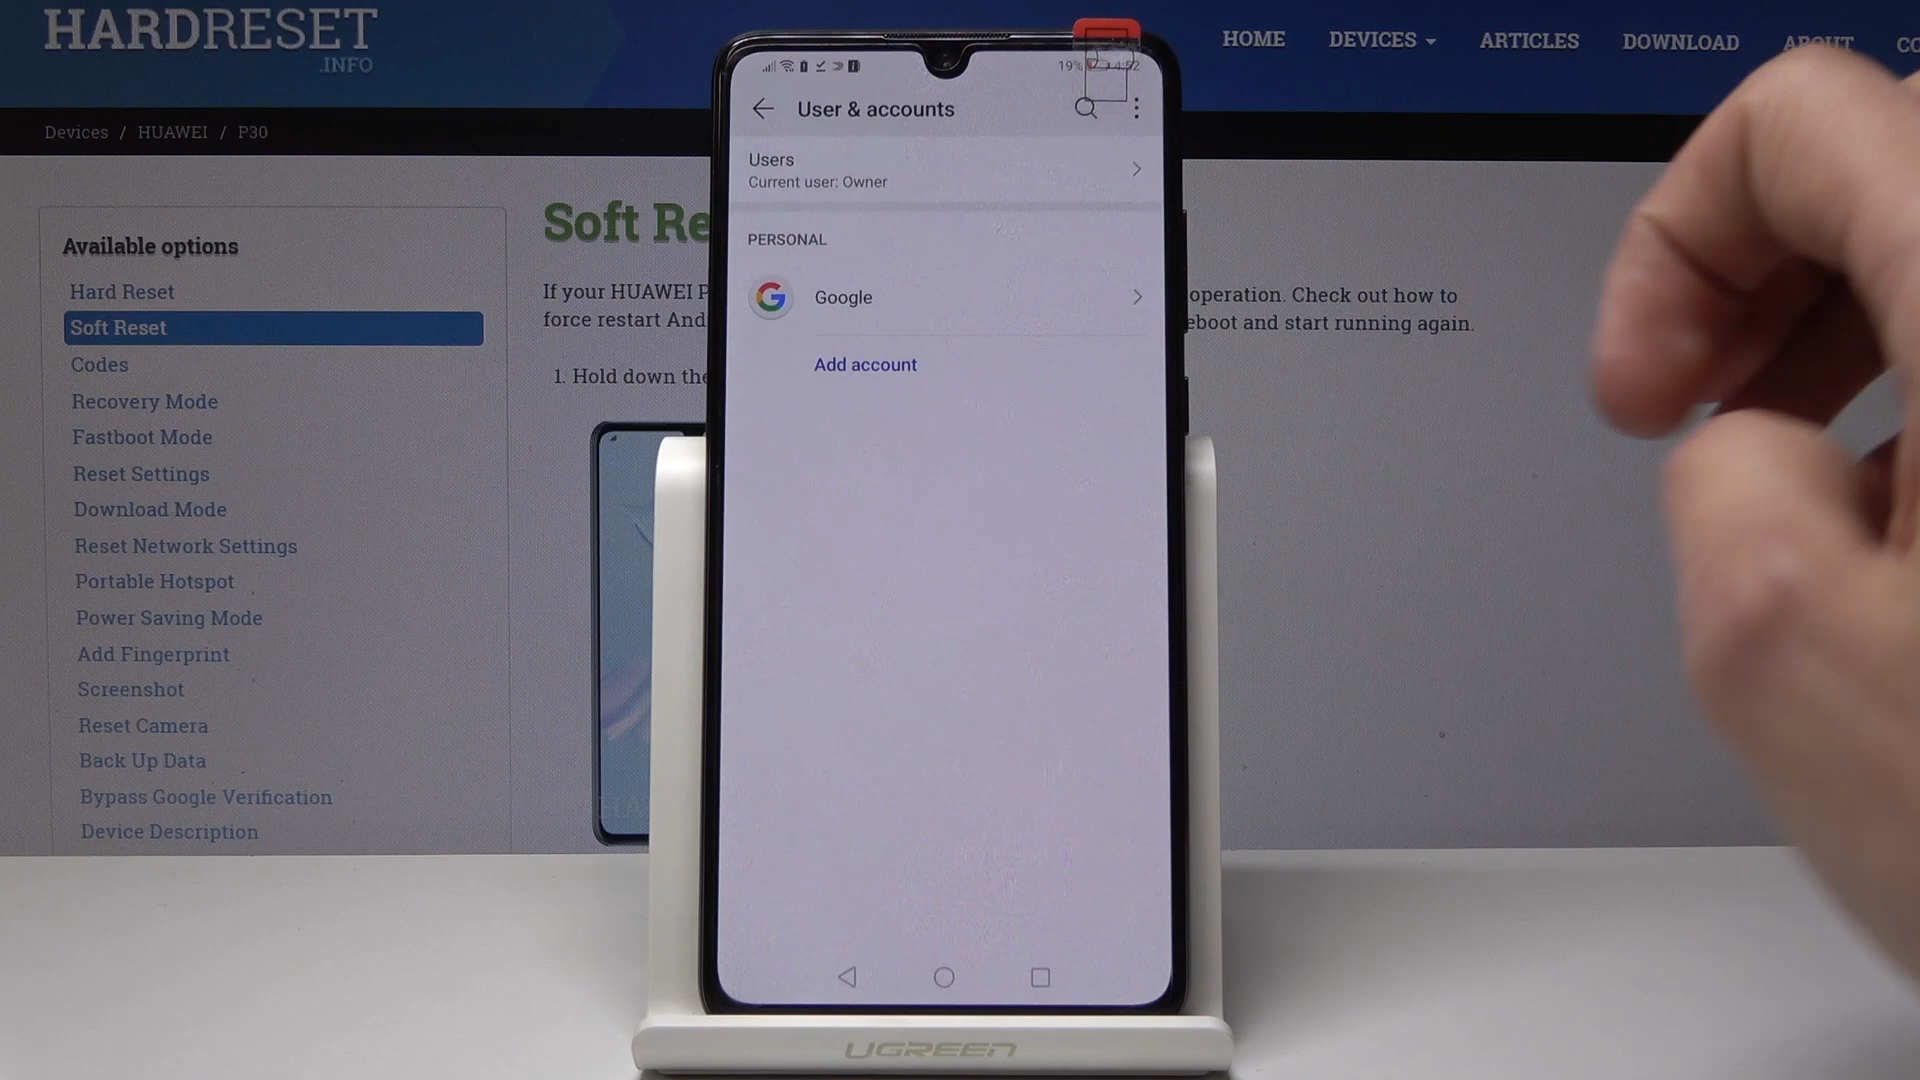 HARDRESET
.INFO
HOME
DEVICES
ARTICLES
DOWNLOAD
ABOUT
Devices / HUAWEI / P30
Available options
Hard Reset
Soft Reset
Codes
Recovery Mode
Fastboot Mode
Reset Settings
Download Mode
Reset Network Settings
Portable Hotspot
Power Saving Mode
Add Fingerprint
Screenshot
Reset Camera
Back Up Data
Bypass Google Verification
Device Description
Soft Re
If your HUAWEI P
operation. Check out how to
force restart And
eboot and start running again.
1. Hold down the
19%
4:52
User & accounts
Users
Current user: Owner
PERSONAL
Google
Add account
UGREEN